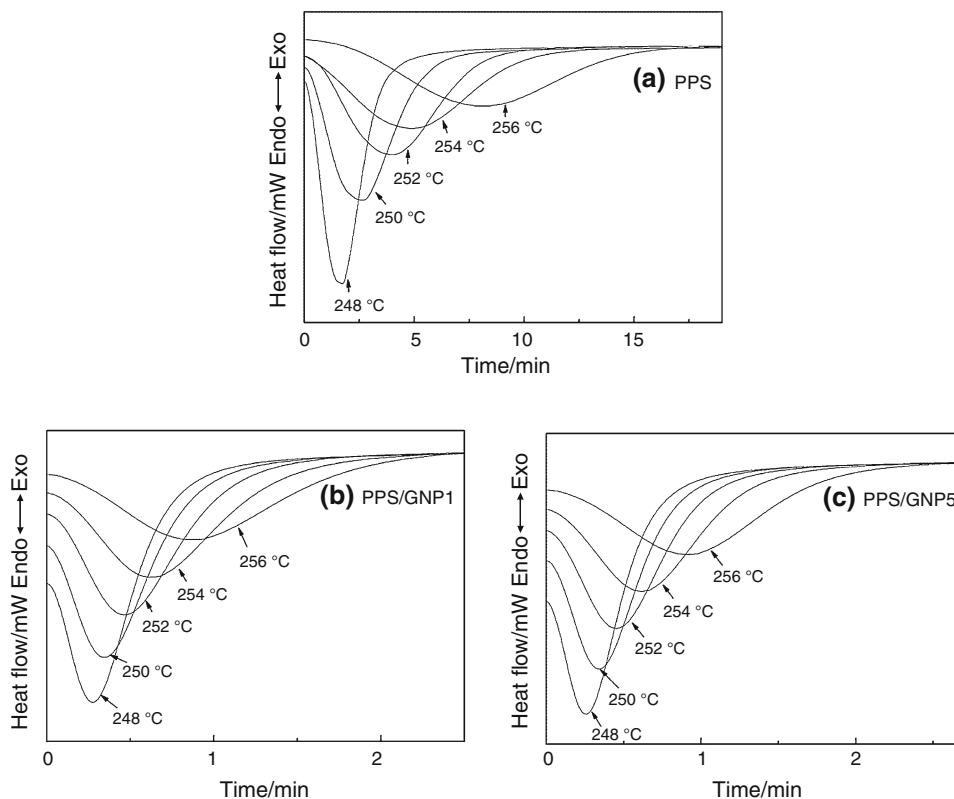 Heat flow/mW Endo ⟷ Exo
(a) PPS
256 °C
254 °C
252 °C
250 °C
248 °C
0 5 10 15
Time/min
Heat flow/mW Endo ⟷ Exo
(b) PPS/GNP1
256 °C
254 °C
252 °C
250 °C
248 °C
0 1 2
Time/min
Heat flow/mW Endo ⟷ Exo
(c) PPS/GNP5
256 °C
254 °C
252 °C
250 °C
248 °C
0 1 2
Time/min